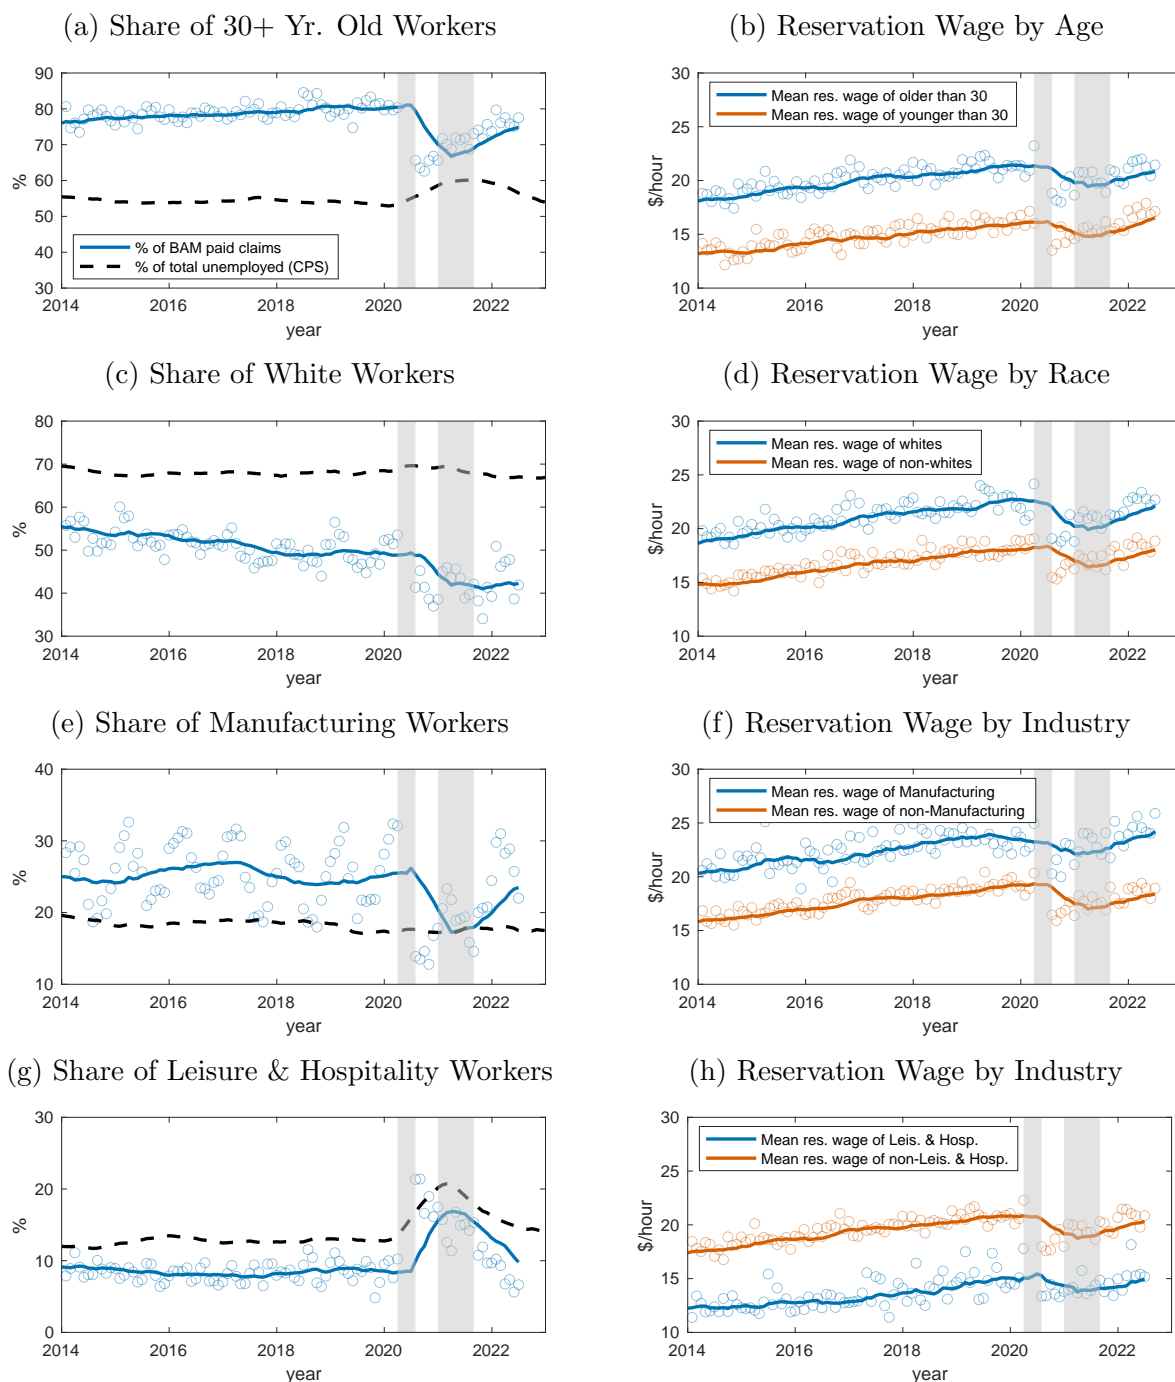 (a) Share of 30+ Yr. Old Workers
90
80
70
60
50
40
30
%
% of BAM paid claims
% of total unemployed (CPS)
2014 2016 2018 2020 2022
year
(b) Reservation Wage by Age
30
25
20
15
10
$/hour
Mean res. wage of older than 30
Mean res. wage of younger than 30
2014 2016 2018 2020 2022
year
(c) Share of White Workers
80
70
60
50
40
30
%
2014 2016 2018 2020 2022
year
(d) Reservation Wage by Race
30
25
20
15
10
$/hour
Mean res. wage of whites
Mean res. wage of non-whites
2014 2016 2018 2020 2022
year
(e) Share of Manufacturing Workers
40
30
20
10
%
2014 2016 2018 2020 2022
year
(f) Reservation Wage by Industry
30
25
20
15
10
$/hour
Mean res. wage of Manufacturing
Mean res. wage of non-Manufacturing
2014 2016 2018 2020 2022
year
(g) Share of Leisure & Hospitality Workers
30
20
10
0
%
2014 2016 2018 2020 2022
year
(h) Reservation Wage by Industry
30
25
20
15
10
$/hour
Mean res. wage of Leis. & Hosp.
Mean res. wage of non-Leis. & Hosp.
2014 2016 2018 2020 2022
year